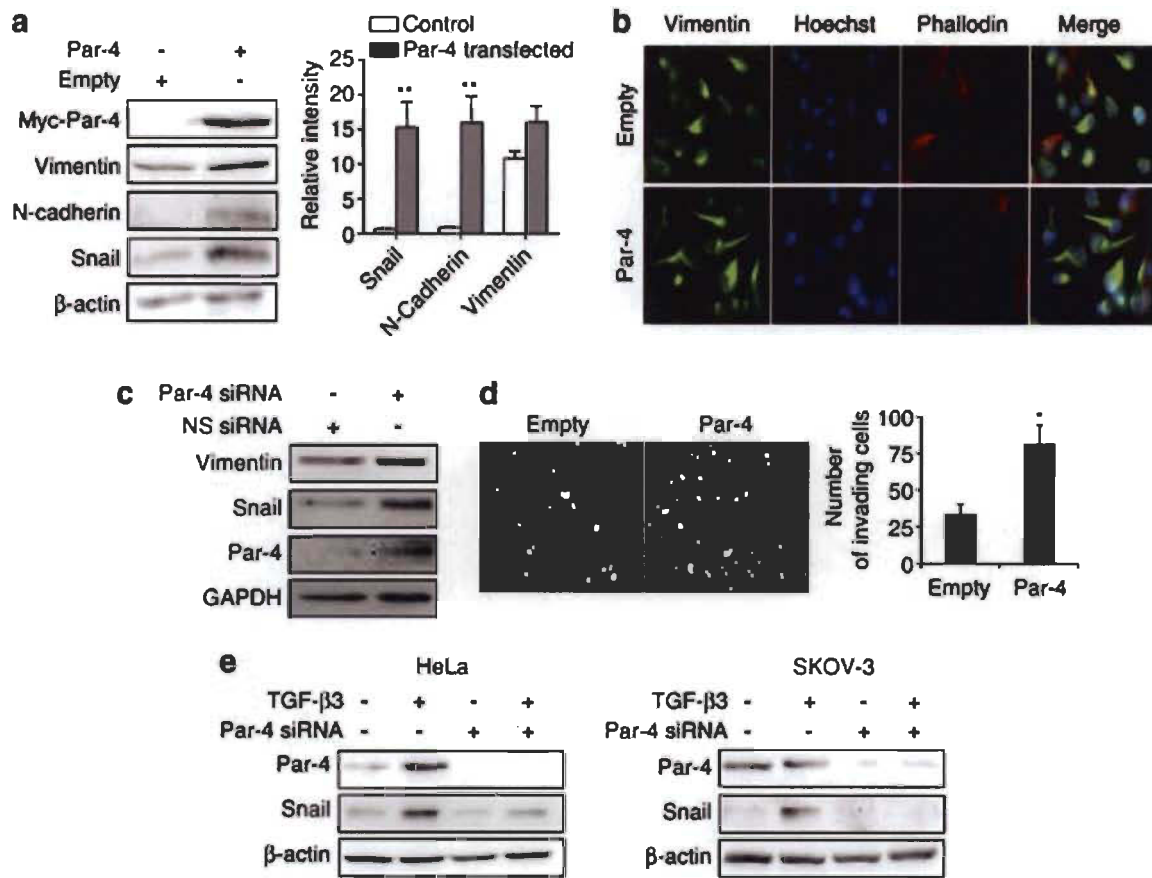 a
Par-4 - +
Empty + -
Myc-Par-4
Vimentin
N-cadherin
Snail
β-actin
Control
Par-4 transfected
Relative intensity
25
20
15
10
5
0
Snail
N-Cadherin
Vimentin
b
Vimentin Hoechst Phallodin Merge
Empty
Par-4
c
Par-4 siRNA - +
NS siRNA + -
Vimentin
Snail
Par-4
GAPDH
d
Empty Par-4
Number
of invading cells
100
75
50
25
0
Empty Par-4
e
HeLa
TGF-β3 - + - +
Par-4 siRNA - - + +
Par-4
Snail
β-actin
SKOV-3
TGF-β3 - + - +
Par-4 siRNA - - + +
Par-4
Snail
β-actin